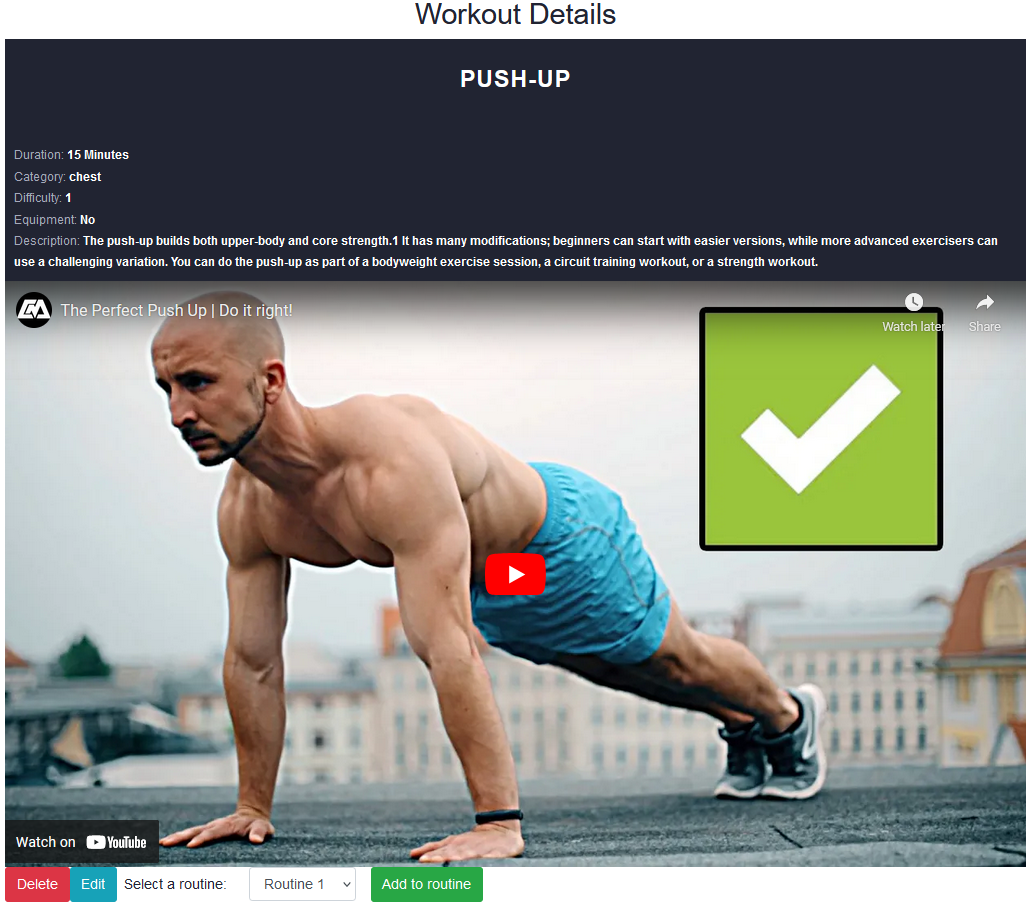 Workout Details
PUSH-UP
Duration: 15 Minutes
Category: chest
Difficulty: 1
Equipment: No
Description: The push-up builds both upper-body and core strength.1 It has many modifications; beginners can start with easier versions, while more advanced exercisers can
use a challenging variation. You can do the push-up as part of a bodyweight exercise session, a circuit training workout, or a strength workout.
The Perfect Push Up | Do it right!
Watch later
Share
Watch on YouTube
Delete Edit Select a routine: Routine 1 Add to routine